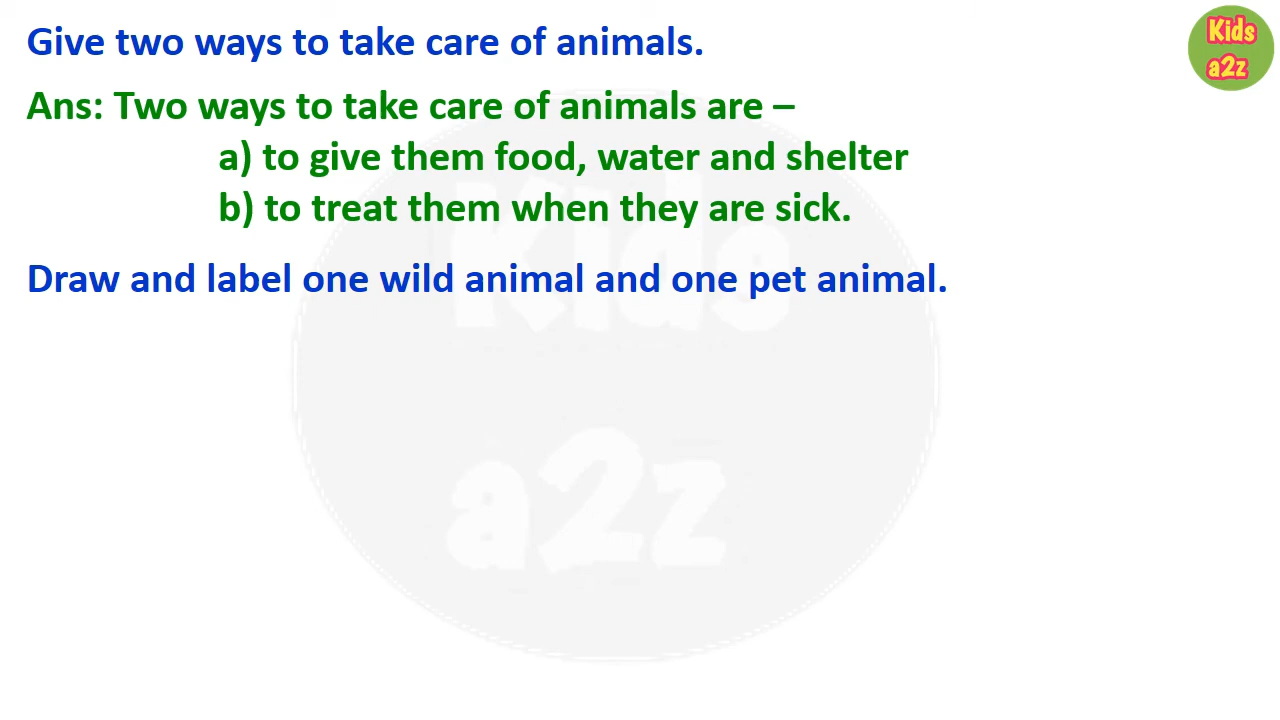 Give two ways to take care of animals.
Kids
a2z
Ans: Two ways to take care of animals are –
a) to give them food, water and shelter
b) to treat them when they are sick.
Draw and label one wild animal and one pet animal.
Kids
a2z